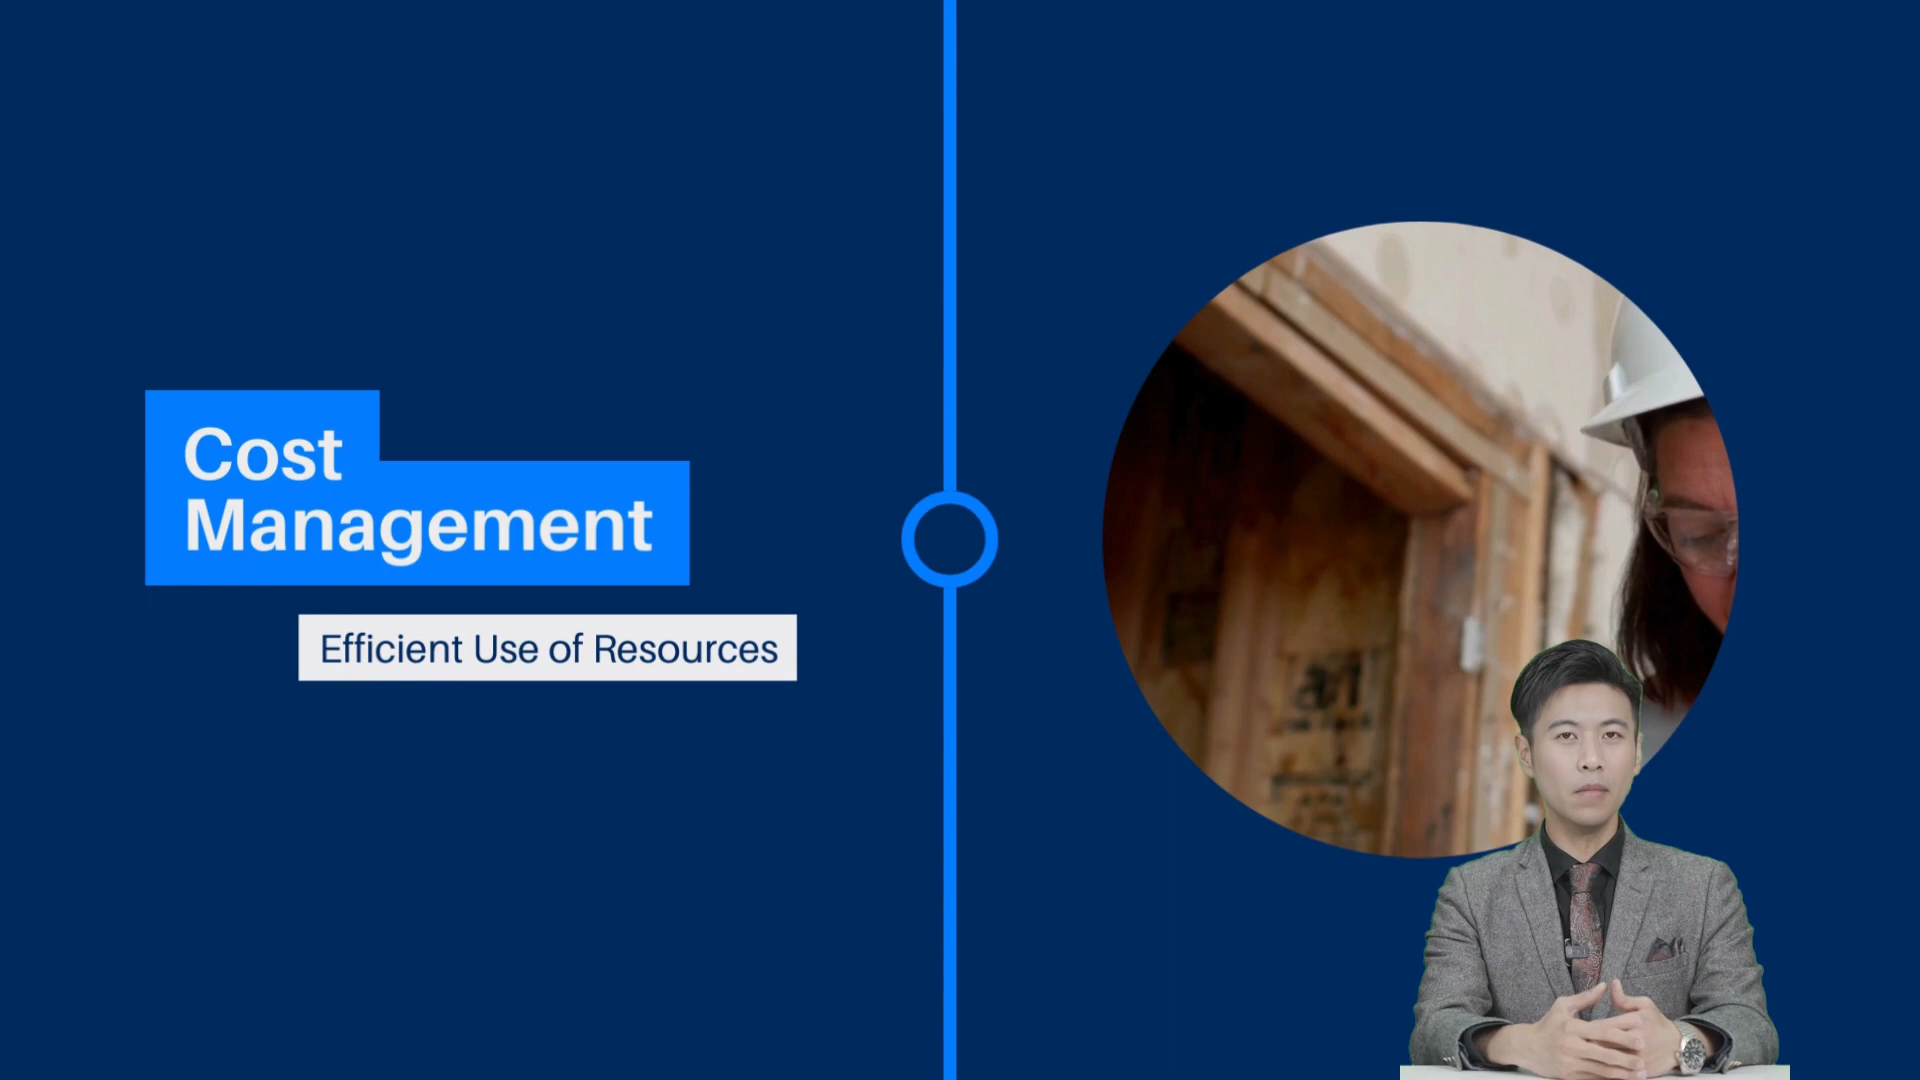 Cost
Management
Efficient Use of Resources